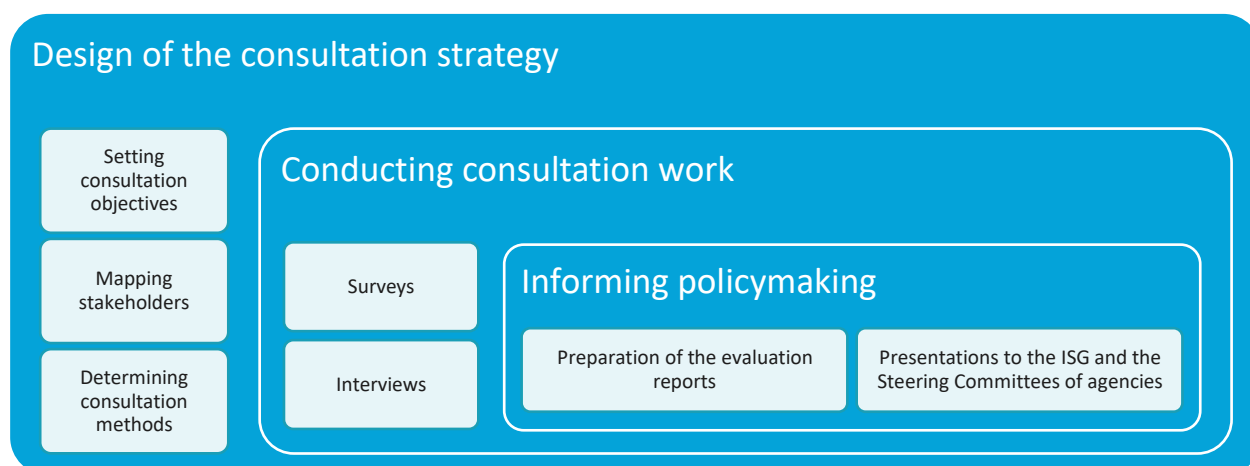 Design of the consultation strategy
Setting
consultation
objectives
Mapping
stakeholders
Determining
consultation
methods
Conducting consultation work
Surveys
Interviews
Informing policymaking
Preparation of the evaluation
reports
Presentations to the ISG and the
Steering Committees of agencies